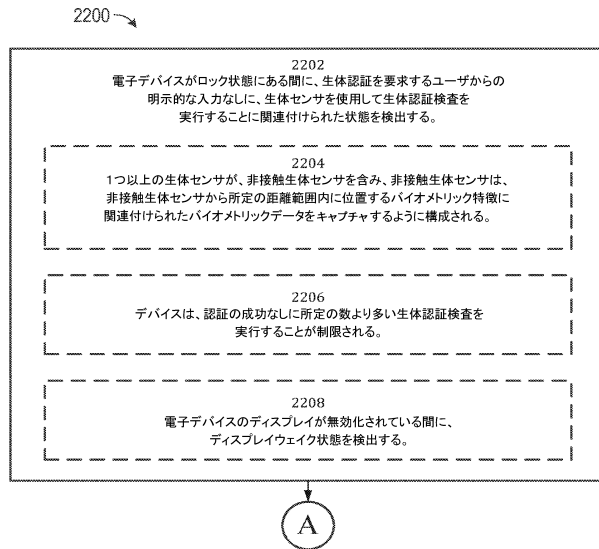 2200
2202
電子デバイスがロック状態にある間に、生体認証を要求するユーザからの
明示的な入力なしに、生体センサを使用して生体認証検査を
実行することに関連付けられた状態を検出する。
2204
1つ以上の生体センサが、非接触生体センサを含み、非接触生体センサは、
非接触生体センサから所定の距離範囲内に位置するバイオメトリック特徴に
関連付けられたバイオメトリックデータをキャプチャするように構成される。
2206
デバイスは、認証の成功なしに所定の数より多い生体認証検査を
実行することが制限される。
2208
電子デバイスのディスプレイが無効化されている間に、
ディスプレイウェイク状態を検出する。
A